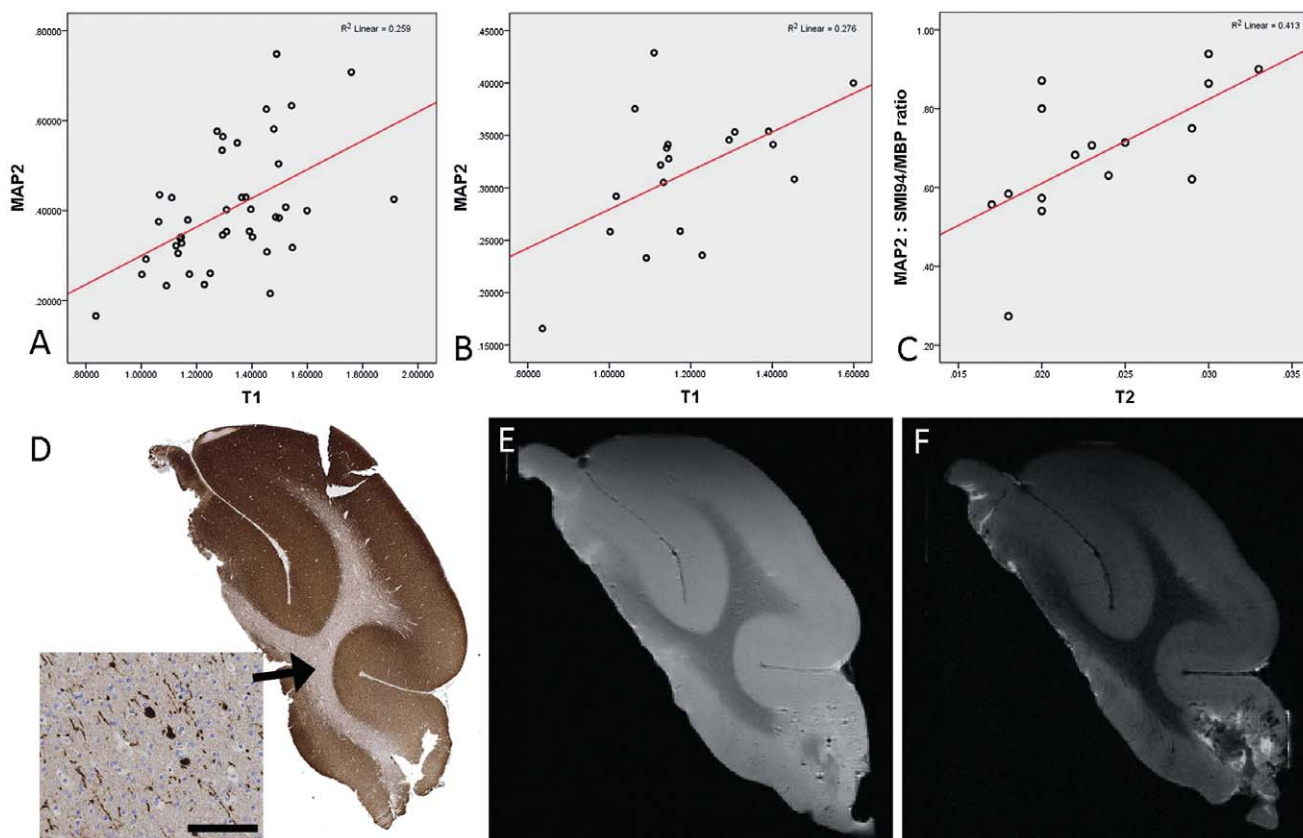 R² Linear = 0.259
MAP2
.80000
.60000
.40000
.20000
A
.80000 1.00000 1.20000 1.40000 1.60000 1.80000 2.00000
T1
R² Linear = 0.276
MAP2
.45000
.40000
.35000
.30000
.25000
.20000
.15000
B
.80000 1.00000 1.20000 1.40000 1.60000
T1
R² Linear = 0.413
MAP2 : SMI94/MBP ratio
1.00
.80
.60
.40
.20
C
.015 .020 .025 .030 .035
T2
D
E
F